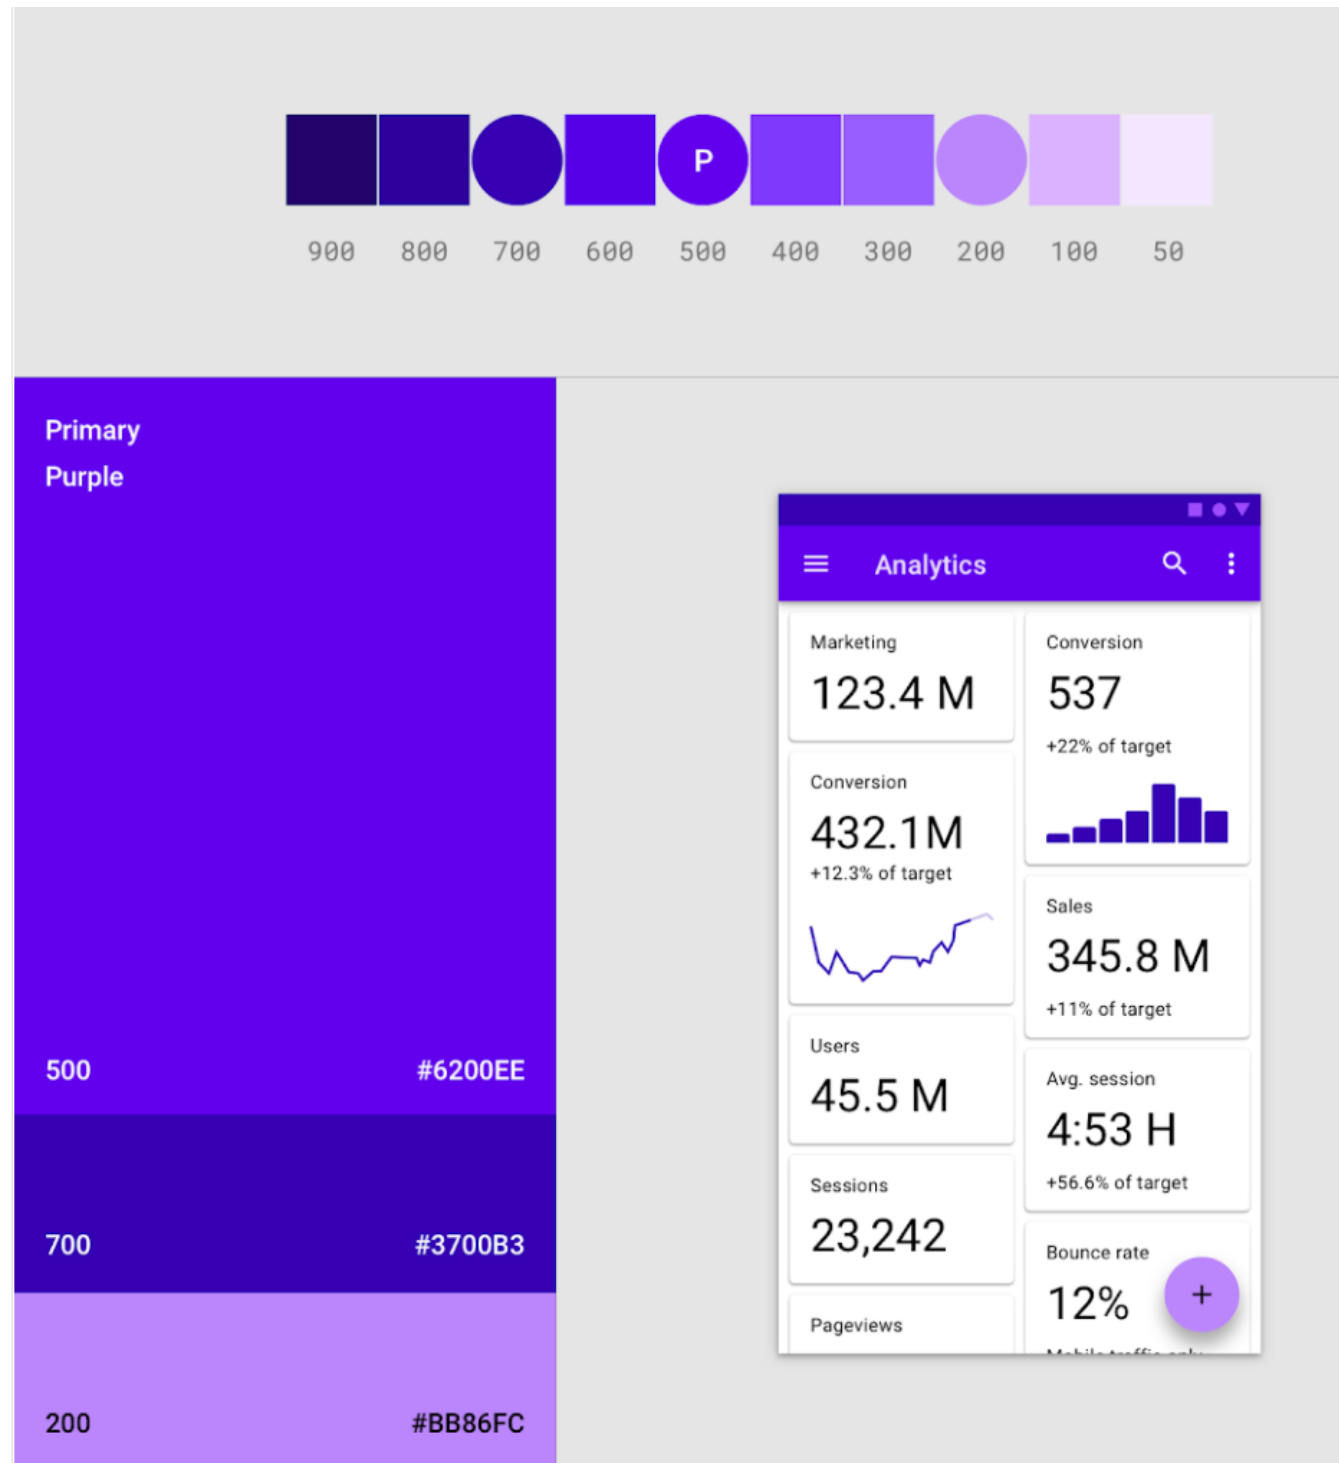 P
900 800 700 600 500 400 300 200 100 50
Primary
Purple
500 #6200EE
700 #3700B3
200 #BB86FC
Analytics
Marketing
123.4 M
Conversion
432.1M
+12.3% of target
Users
45.5 M
Sessions
23,242
Pageviews
Conversion
537
+22% of target
Sales
345.8 M
+11% of target
Avg. session
4:53 H
+56.6% of target
Bounce rate
12%
+
Mobile traffic only